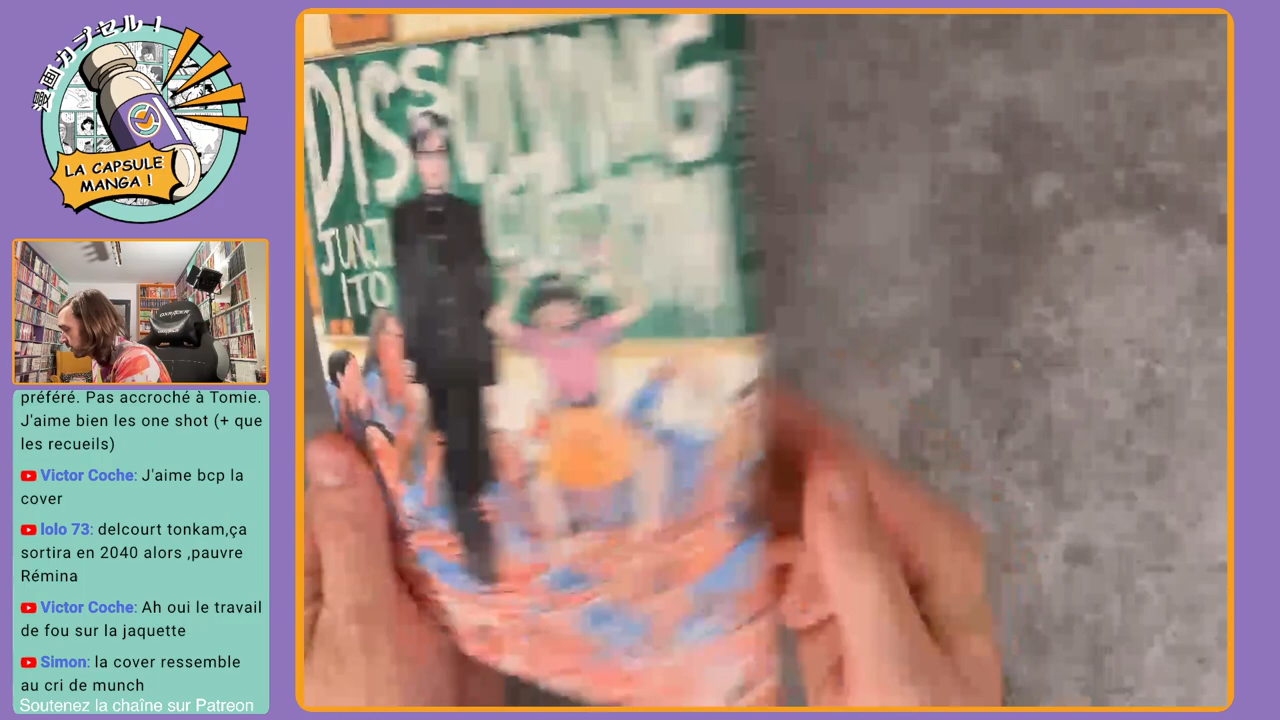 漫画カプセル!
LA CAPSULE
MANGA !
DISSOLVING
JUNJI
ITO
préféré. Pas accroché à Tomie.
J'aime bien les one shot (+ que
les recueils)
Victor Coche: J'aime bcp la
cover
lolo 73: delcourt tonkam,ça
sortira en 2040 alors ,pauvre
Rémina
Victor Coche: Ah oui le travail
de fou sur la jaquette
Simon: la cover ressemble
au cri de munch
Soutenez la chaîne sur Patreon